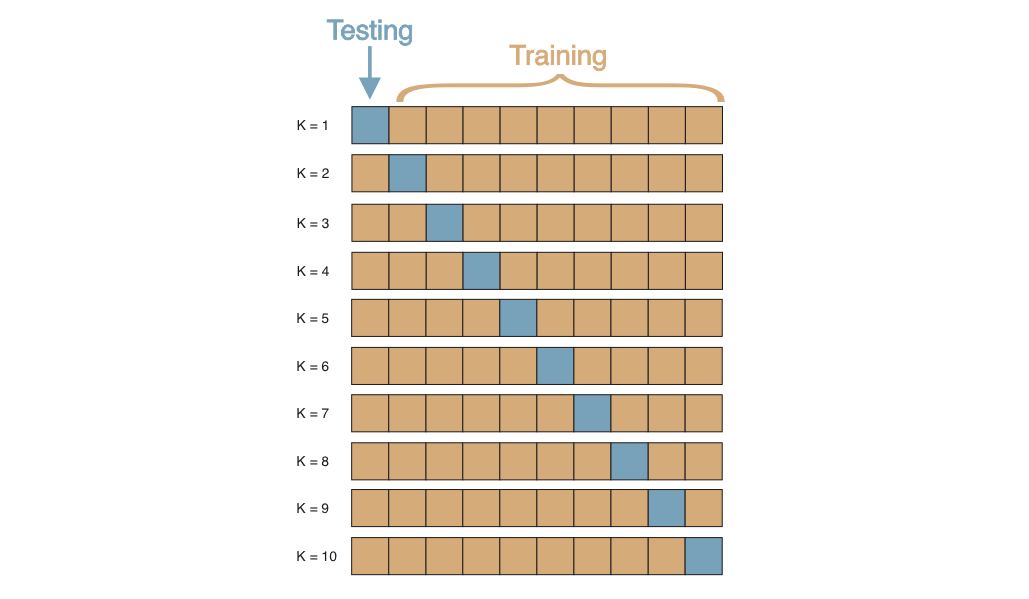 Testing
Training
K = 1
K = 2
K = 3
K = 4
K = 5
K = 6
K = 7
K = 8
K = 9
K = 10